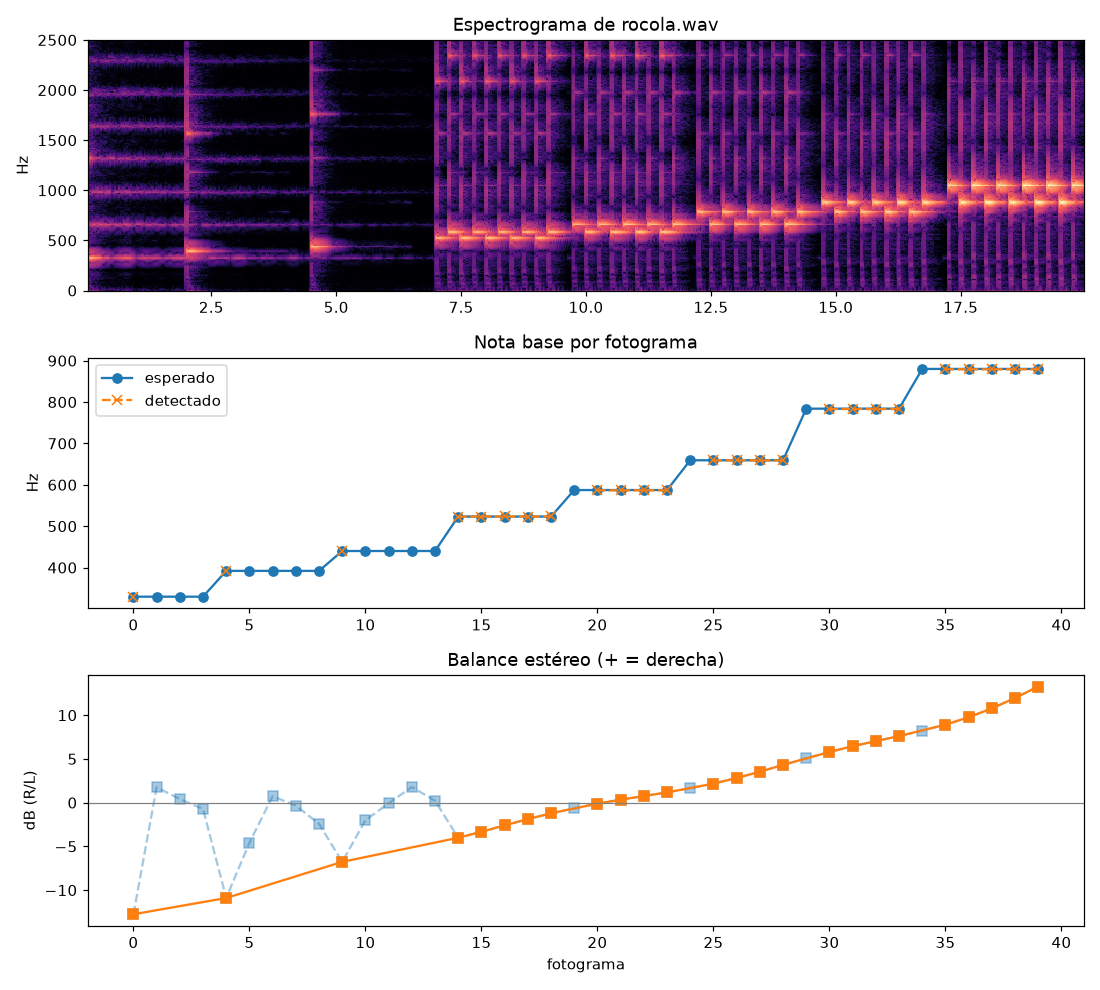 Espectrograma de rocola.wav
2500
2000
1500
1000
500
0
Hz
2.5 5.0 7.5 10.0 12.5 15.0 17.5
Nota base por fotograma
900
800
700
600
500
400
Hz
esperado
detectado
0 5 10 15 20 25 30 35 40
Balance estéreo (+ = derecha)
10
5
0
−5
−10
dB (R/L)
0 5 10 15 20 25 30 35 40
fotograma